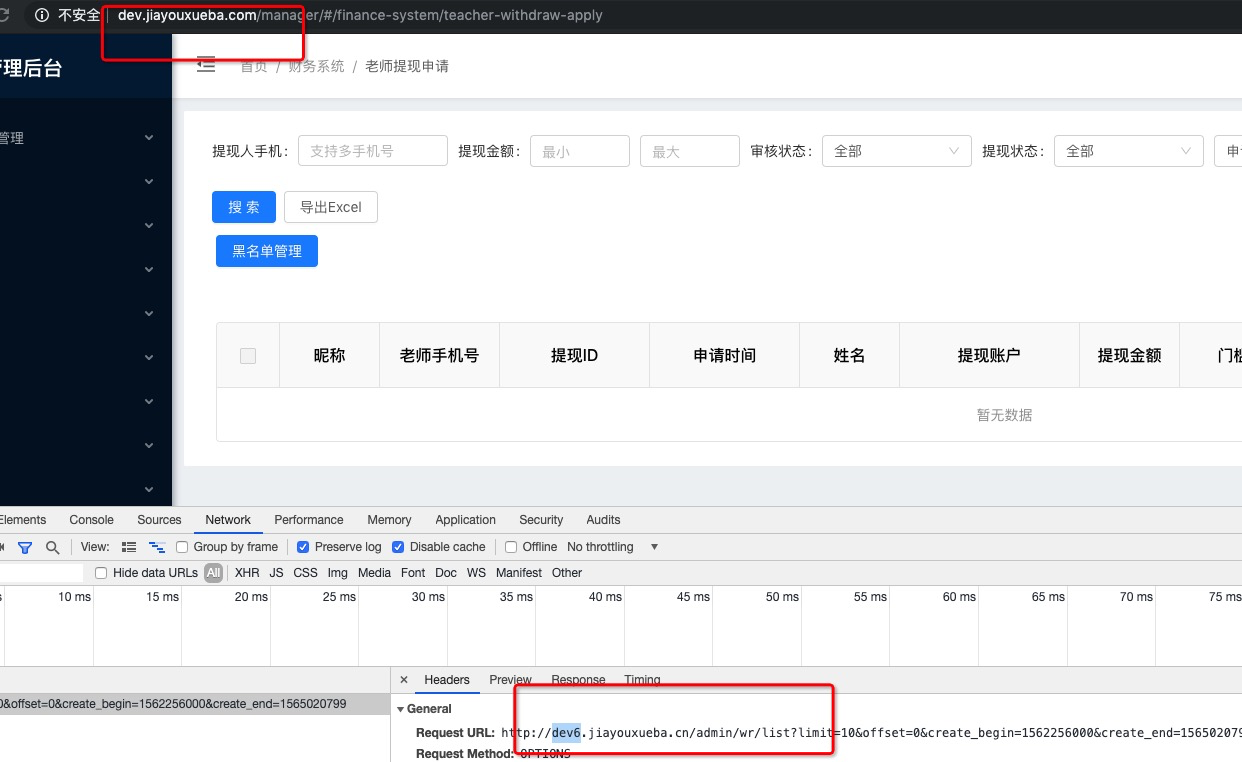 不安全 dev.jiayouxueba.com/manager/#/finance-system/teacher-withdraw-apply
理后台
首页 / 财务系统 / 老师提现申请
管理
提现人手机: 支持多手机号 提现金额: 最小 最大 审核状态: 全部 提现状态: 全部 申
搜 索 导出Excel
黑名单管理
昵称 老师手机号 提现ID 申请时间 姓名 提现账户 提现金额 门
暂无数据
Elements Console Sources Network Performance Memory Application Security Audits
View: Group by frame Preserve log Disable cache Offline No throttling
Hide data URLs All XHR JS CSS Img Media Font Doc WS Manifest Other
10 ms 15 ms 20 ms 25 ms 30 ms 35 ms 40 ms 45 ms 50 ms 55 ms 60 ms 65 ms 70 ms 75 ms
Headers Preview Response Timing
0&offset=0&create_begin=1562256000&create_end=1565020799
General
Request URL: http://dev6.jiayouxueba.cn/admin/wr/list?limit=10&offset=0&create_begin=1562256000&create_end=156502079
Request Method: OPTIONS